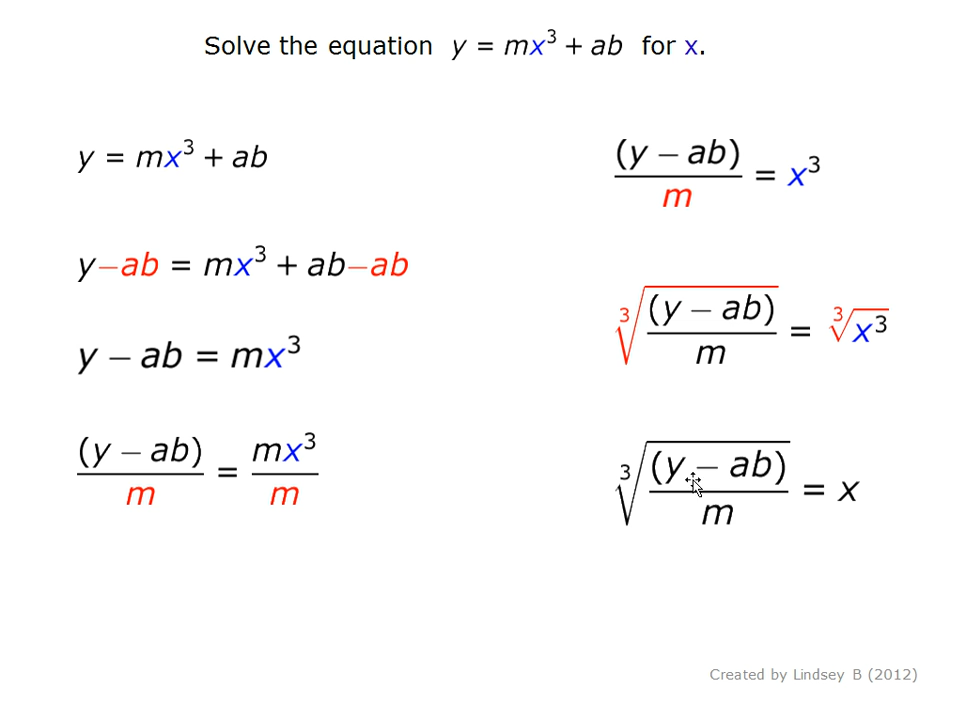 Solve the equation y = mx³ + ab for x.
y = mx³ + ab
y−ab = mx³ + ab−ab
y − ab = mx³
(y − ab)/m = mx³/m
(y − ab)/m = x³
∛((y − ab)/m) = ∛(x³)
∛((y − ab)/m) = x
Created by Lindsey B (2012)